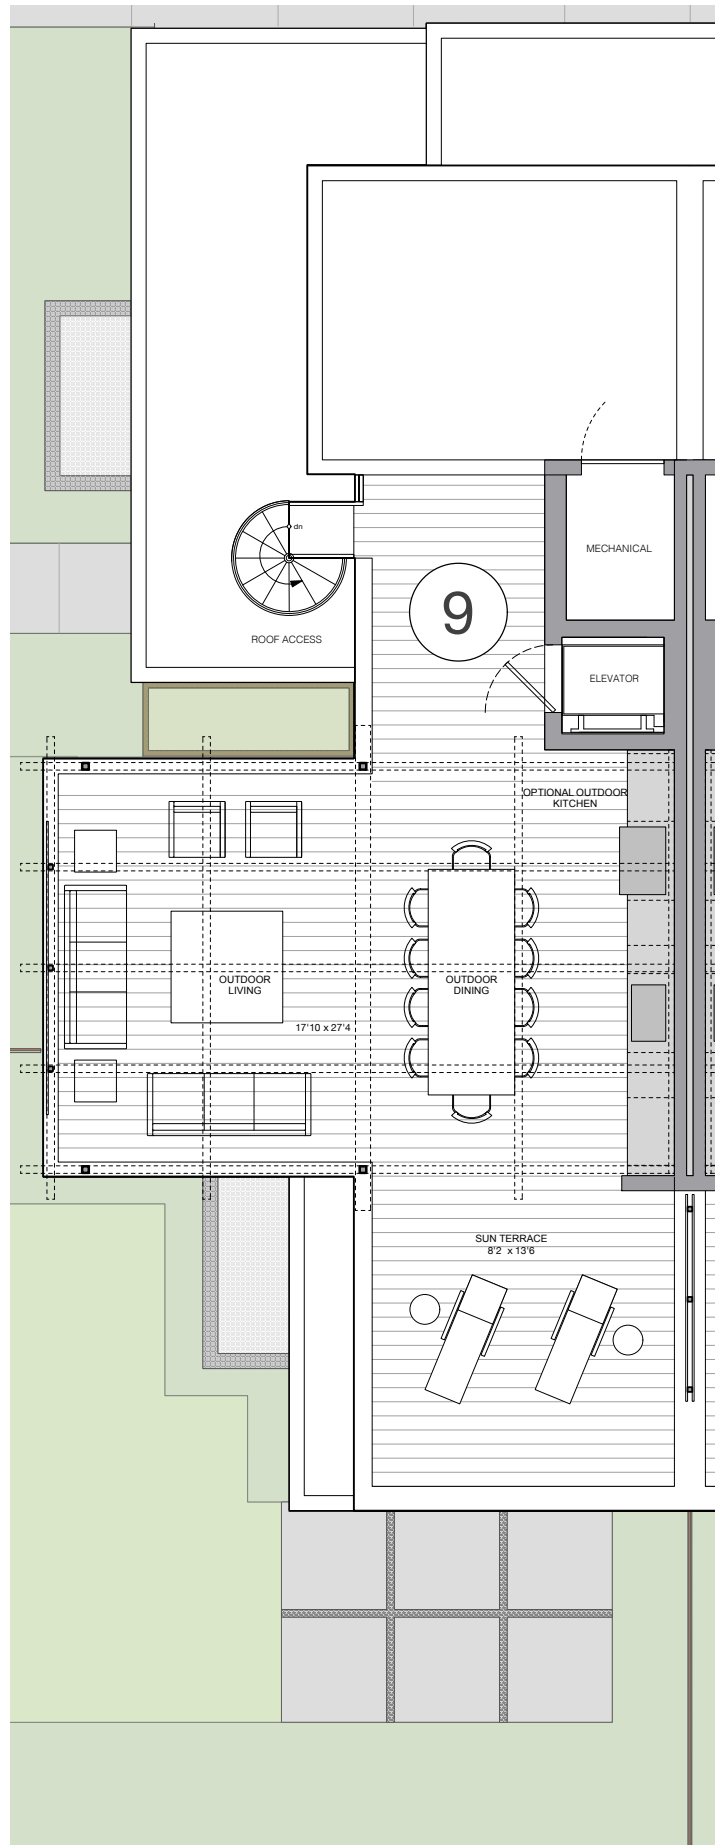 dn
MECHANICAL
9
ROOF ACCESS
ELEVATOR
OPTIONAL OUTDOOR
KITCHEN
OUTDOOR
LIVING
OUTDOOR
DINING
17'10 x 27'4
SUN TERRACE
8'2 x 13'6